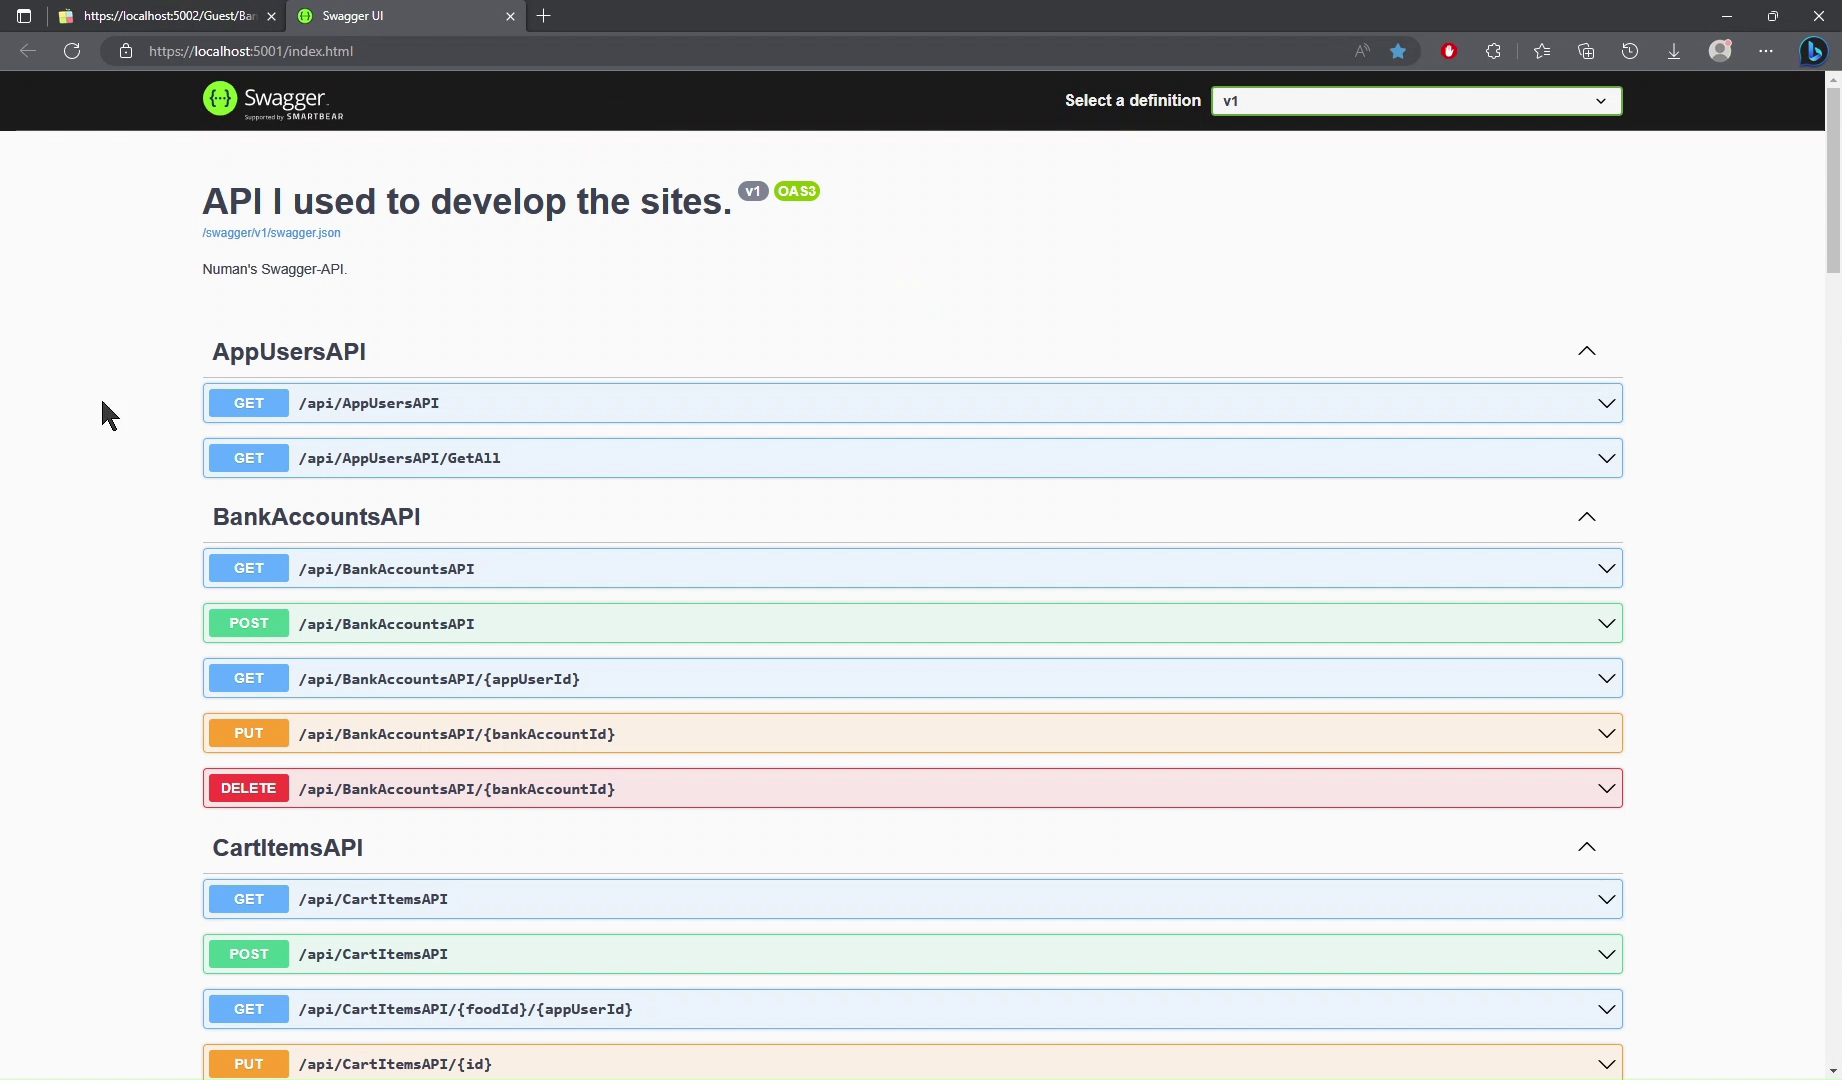 https://localhost:5002/Guest/Ban
Swagger UI
https://localhost:5001/index.html
Swagger
Supported by SMARTBEAR
Select a definition
v1
API I used to develop the sites. v1 OAS3
/swagger/v1/swagger.json
Numan's Swagger-API.
AppUsersAPI
GET /api/AppUsersAPI
GET /api/AppUsersAPI/GetAll
BankAccountsAPI
GET /api/BankAccountsAPI
POST /api/BankAccountsAPI
GET /api/BankAccountsAPI/{appUserId}
PUT /api/BankAccountsAPI/{bankAccountId}
DELETE /api/BankAccountsAPI/{bankAccountId}
CartItemsAPI
GET /api/CartItemsAPI
POST /api/CartItemsAPI
GET /api/CartItemsAPI/{foodId}/{appUserId}
PUT /api/CartItemsAPI/{id}